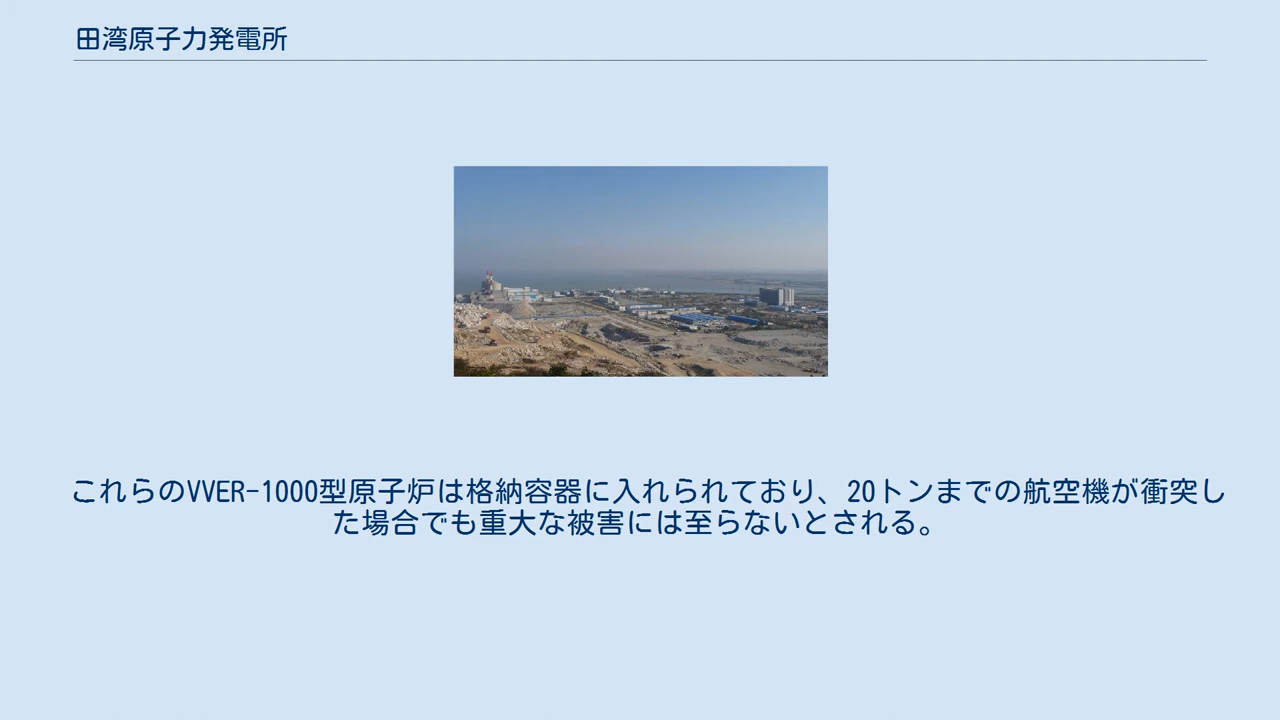 田湾原子力発電所
これらのVVER-1000型原子炉は格納容器に入れられており、20トンまでの航空機が衝突し
た場合でも重大な被害には至らないとされる。